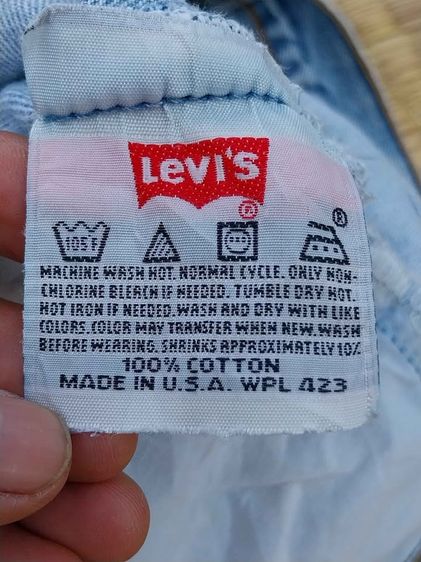 LEVI'S
®
105F
®
MACHINE WASH HOT. NORMAL CYCLE. ONLY NON-
CHLORINE BLEACH IF NEEDED. TUMBLE DRY HOT.
HOT IRON IF NEEDED. WASH AND DRY WITH LIKE
COLORS. COLOR MAY TRANSFER WHEN NEW. WASH
BEFORE WEARING. SHRINKS APPROXIMATELY 10%
100% COTTON
MADE IN U.S.A. WPL 423